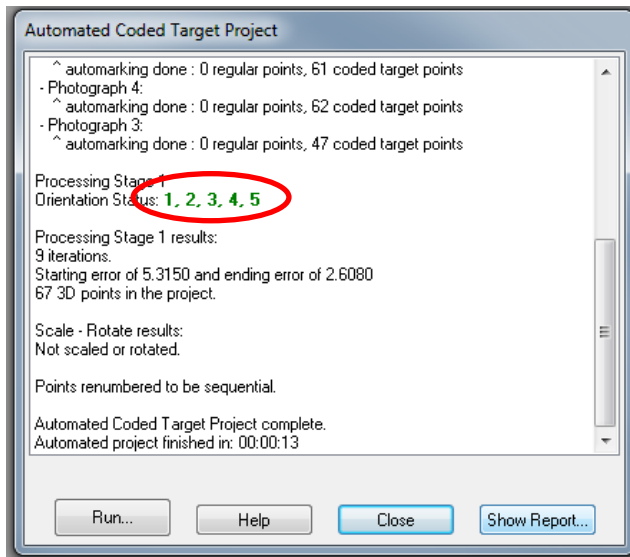 Automated Coded Target Project
^ automarking done : 0 regular points, 61 coded target points
- Photograph 4:
^ automarking done : 0 regular points, 62 coded target points
- Photograph 3:
^ automarking done : 0 regular points, 47 coded target points
Processing Stage 1
Orientation Status: 1, 2, 3, 4, 5
Processing Stage 1 results:
9 iterations.
Starting error of 5.3150 and ending error of 2.6080
67 3D points in the project.
Scale - Rotate results:
Not scaled or rotated.
Points renumbered to be sequential.
Automated Coded Target Project complete.
Automated project finished in: 00:00:13
Run... Help Close Show Report...